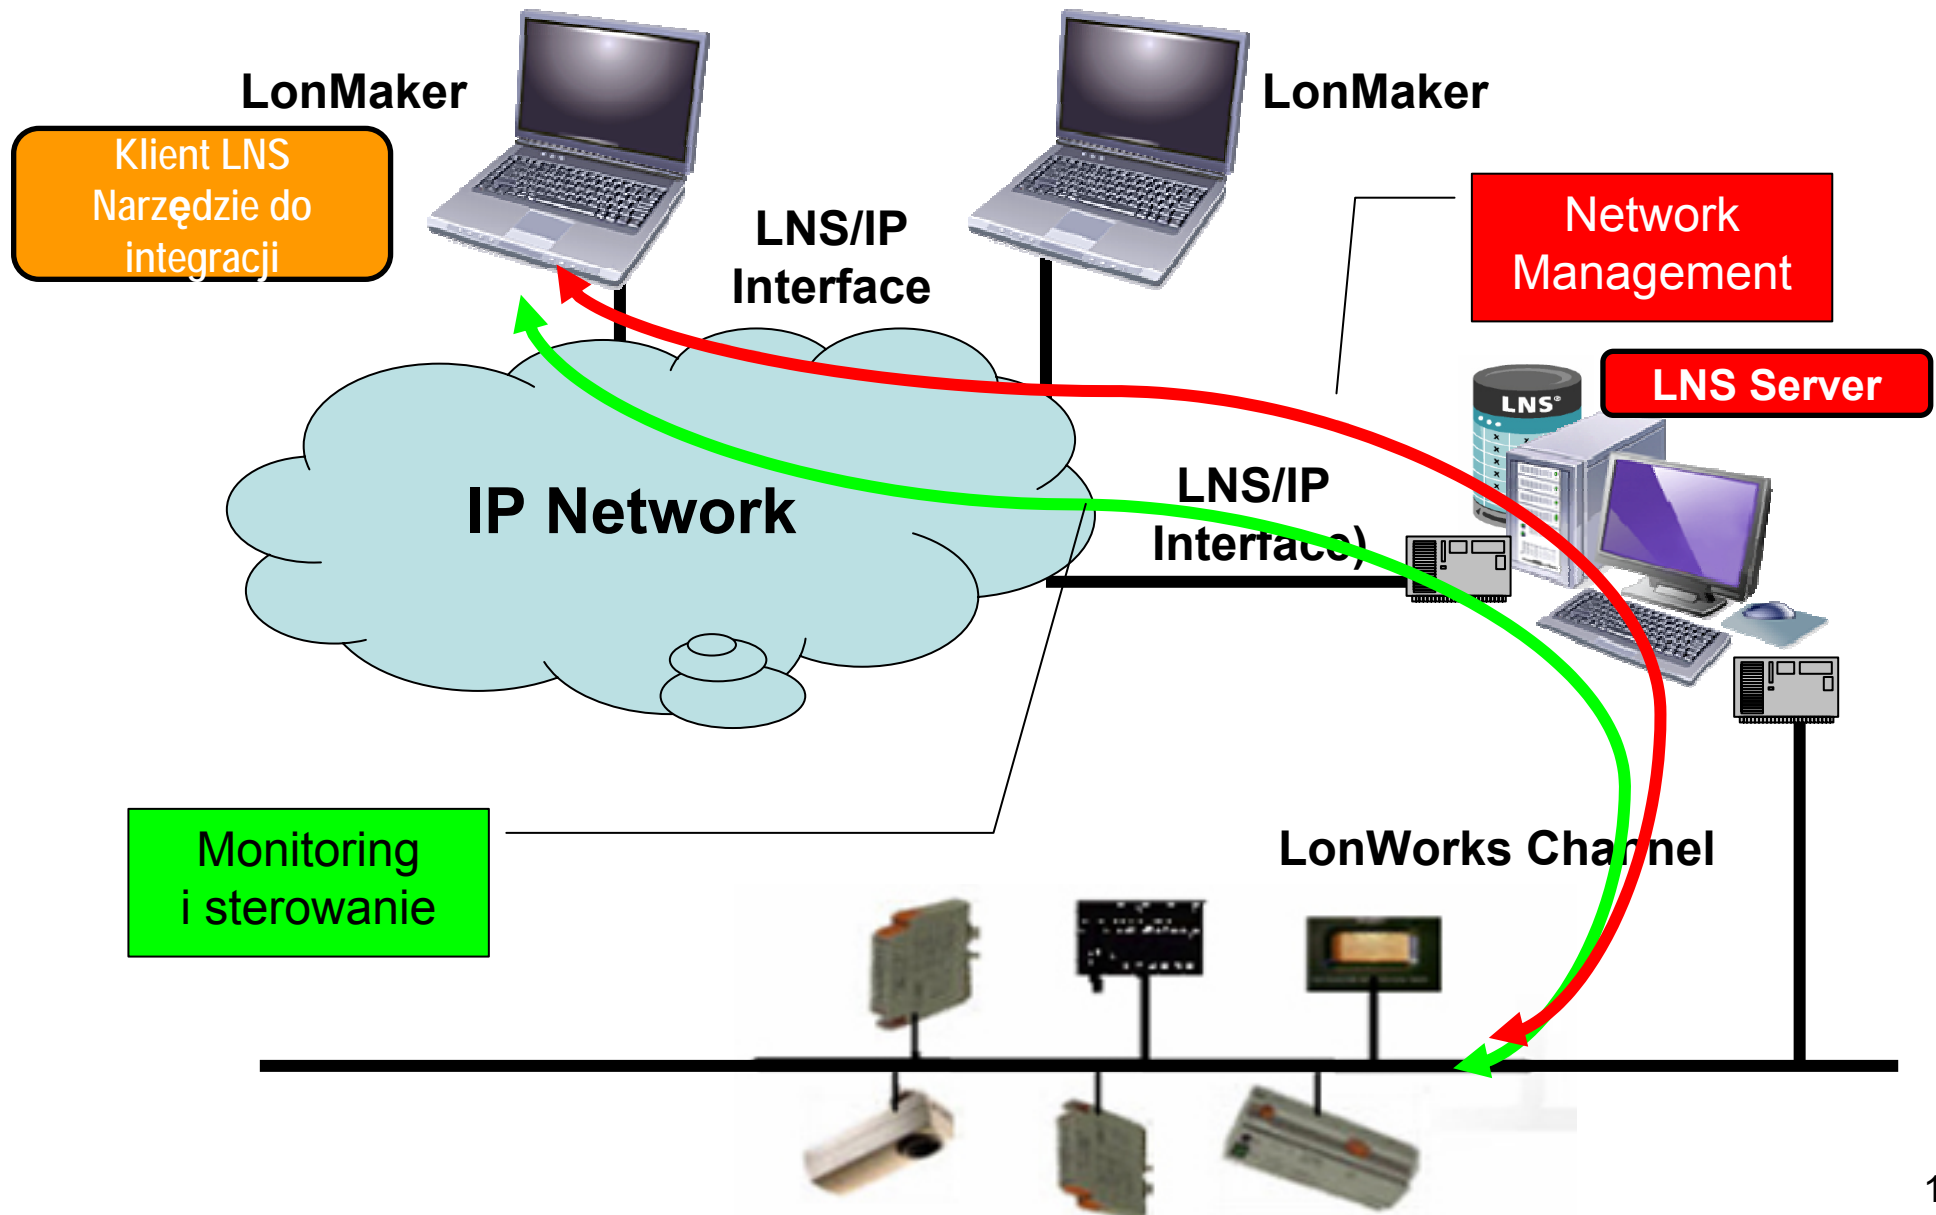 LonMaker
LonMaker
Klient LNS
Narzędzie do
integracji
LNS/IP
Interface
Network
Management
LNS Server
LNS®
IP Network
LNS/IP
Interface)
Monitoring
i sterowanie
LonWorks Channel
1